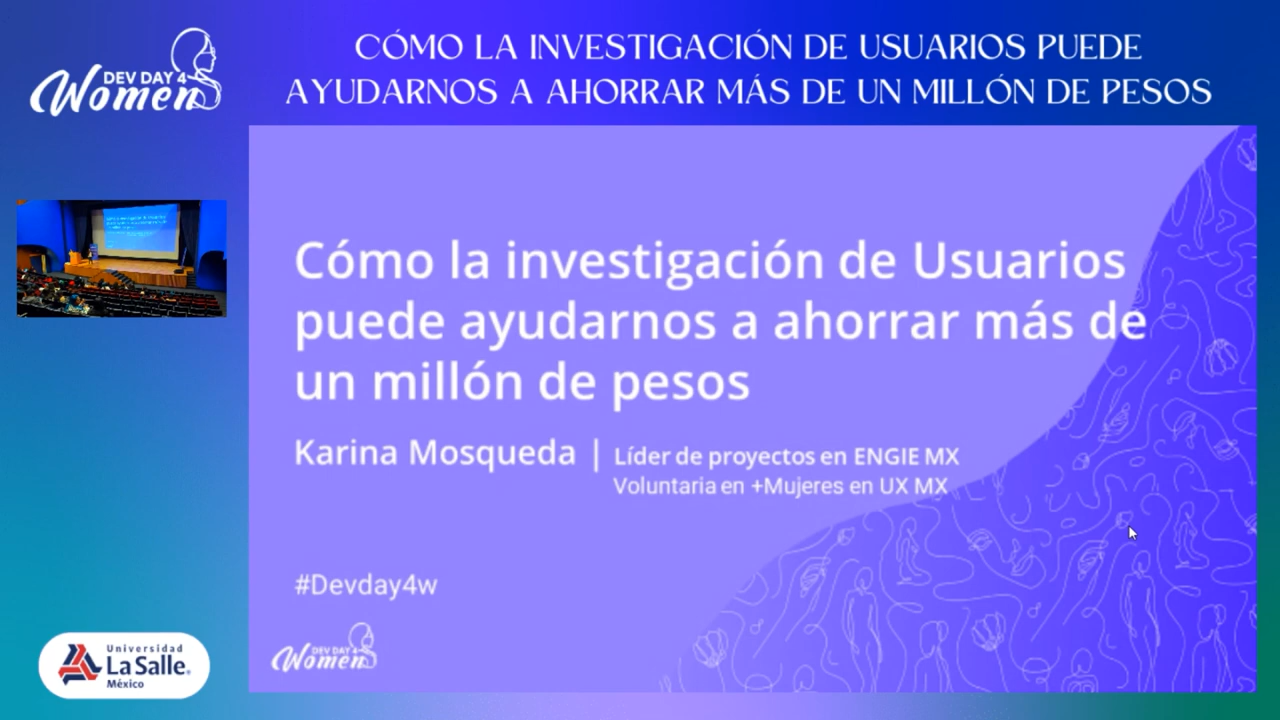 DEV DAY 4
Women
CÓMO LA INVESTIGACIÓN DE USUARIOS PUEDE
AYUDARNOS A AHORRAR MÁS DE UN MILLÓN DE PESOS
Cómo la investigación de Usuarios
puede ayudarnos a ahorrar más de
un millón de pesos
Karina Mosqueda | Líder de proyectos en ENGIE MX
Voluntaria en +Mujeres en UX MX
#Devday4w
DEV DAY 4
Women
Universidad
La Salle®
México